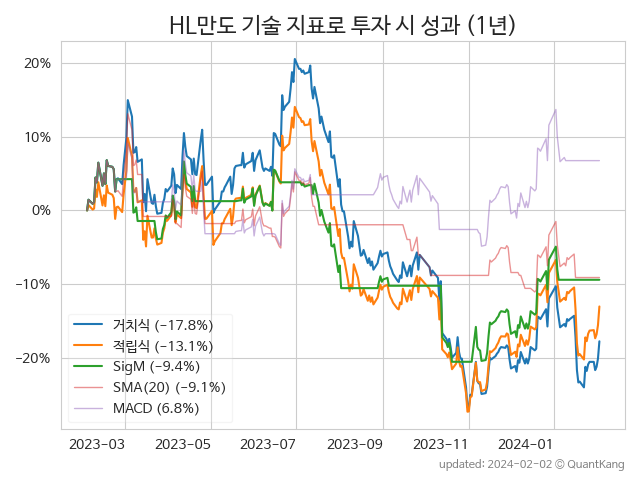 HL만도 기술 지표로 투자 시 성과 (1년)
20%
10%
0%
−10%
−20%
거치식 (−17.8%)
적립식 (−13.1%)
SigM (−9.4%)
SMA(20) (−9.1%)
MACD (6.8%)
2023-03
2023-05
2023-07
2023-09
2023-11
2024-01
updated: 2024-02-02 © QuantKang